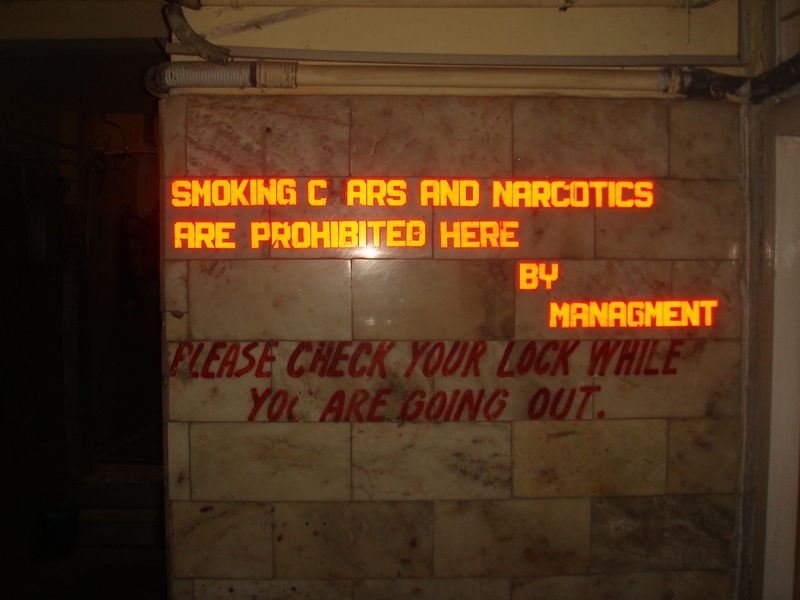 SMOKING C ARS AND NARCOTICS
ARE PROHIBITED HERE
BY
MANAGMENT
PLEASE CHECK YOUR LOCK WHILE
YOU ARE GOING OUT.